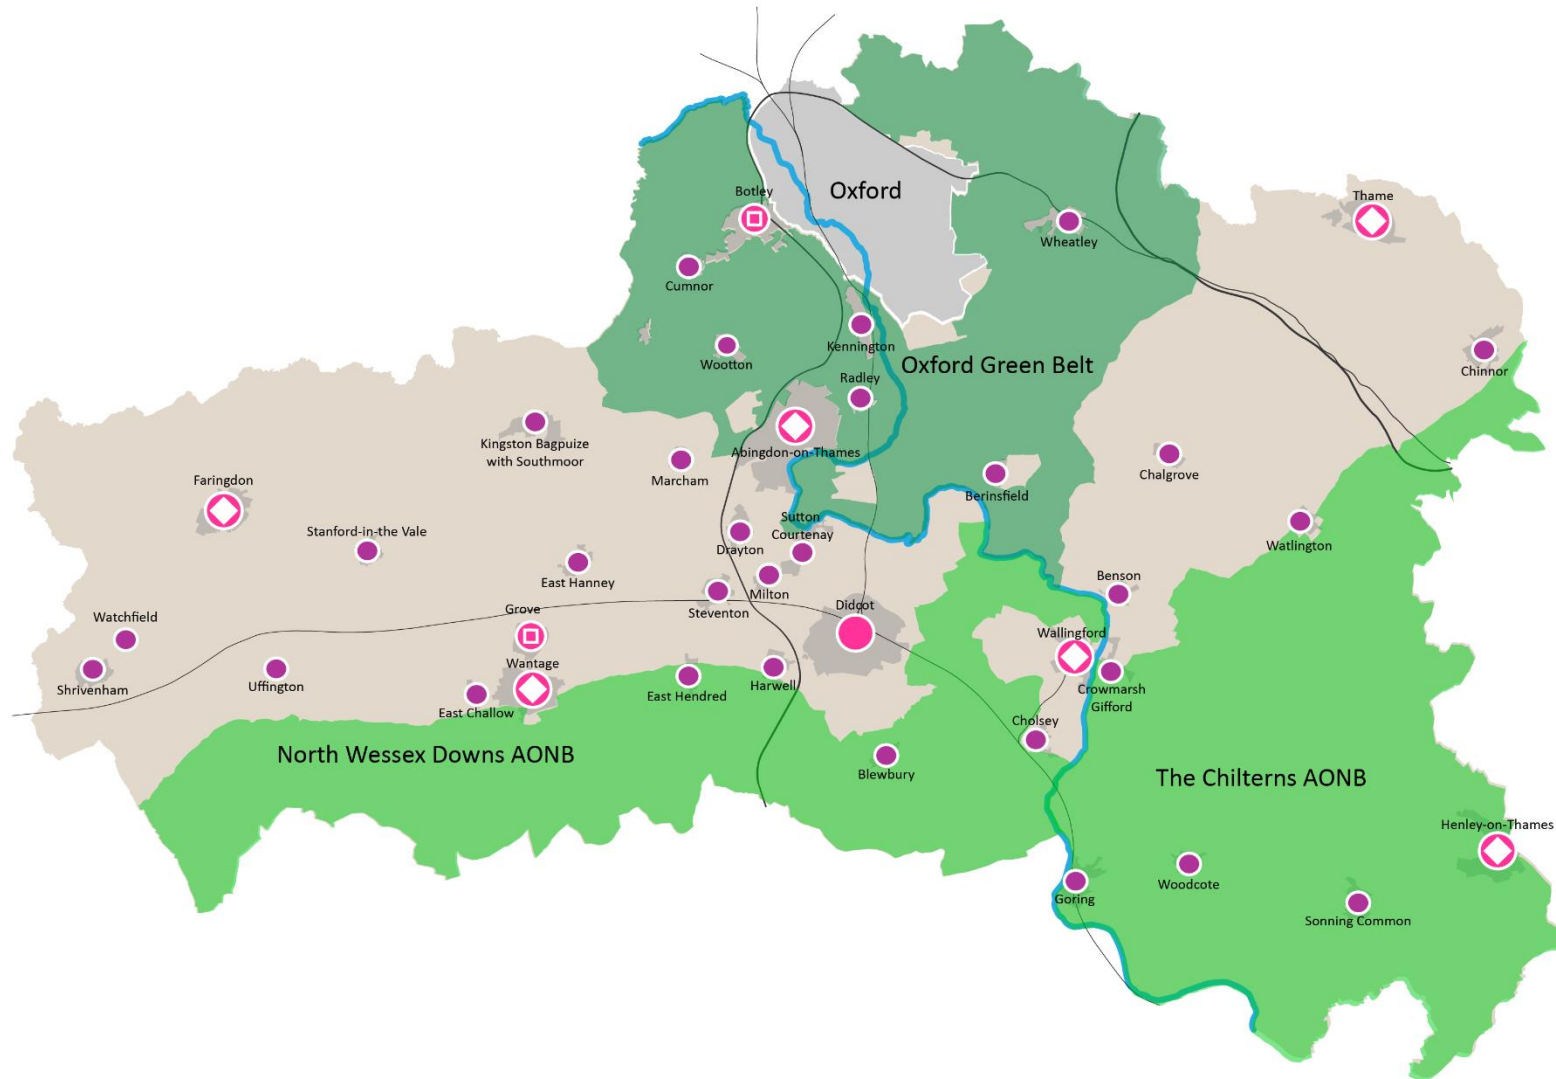 Botley
Oxford
Thame
Wheatley
Cumnor
Kennington
Wootton
Oxford Green Belt
Radley
Chinnor
Kingston Bagpuize
with Southmoor
Abingdon-on-Thames
Marcham
Chalgrove
Faringdon
Berinsfield
Stanford-in-the Vale
Sutton
Courtenay
Drayton
Watlington
East Hanney
Milton
Benson
Steventon
Didcot
Grove
Watchfield
Wallingford
Wantage
Shrivenham
Uffington
East Challow
East Hendred
Harwell
Crowmarsh
Gifford
Cholsey
North Wessex Downs AONB
Blewbury
The Chilterns AONB
Henley-on-Thames
Woodcote
Goring
Sonning Common